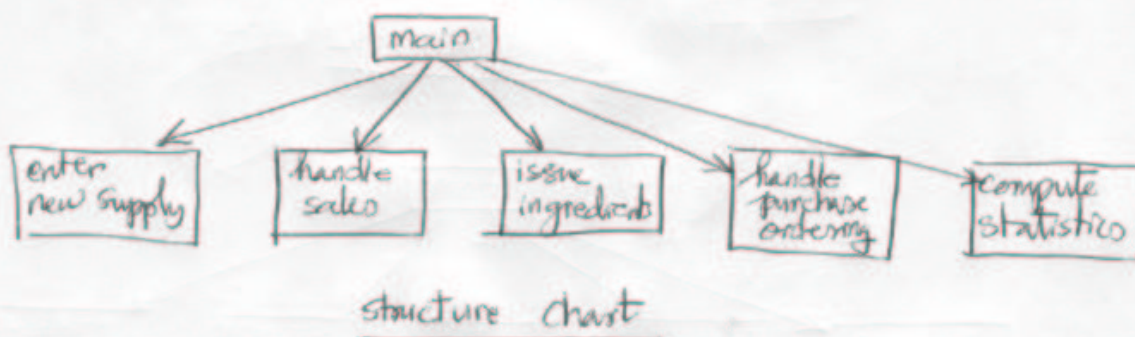 main
enter
new supply
handle
sales
issue
ingredients
handle
purchase
ordering
compute
statistics
structure chart